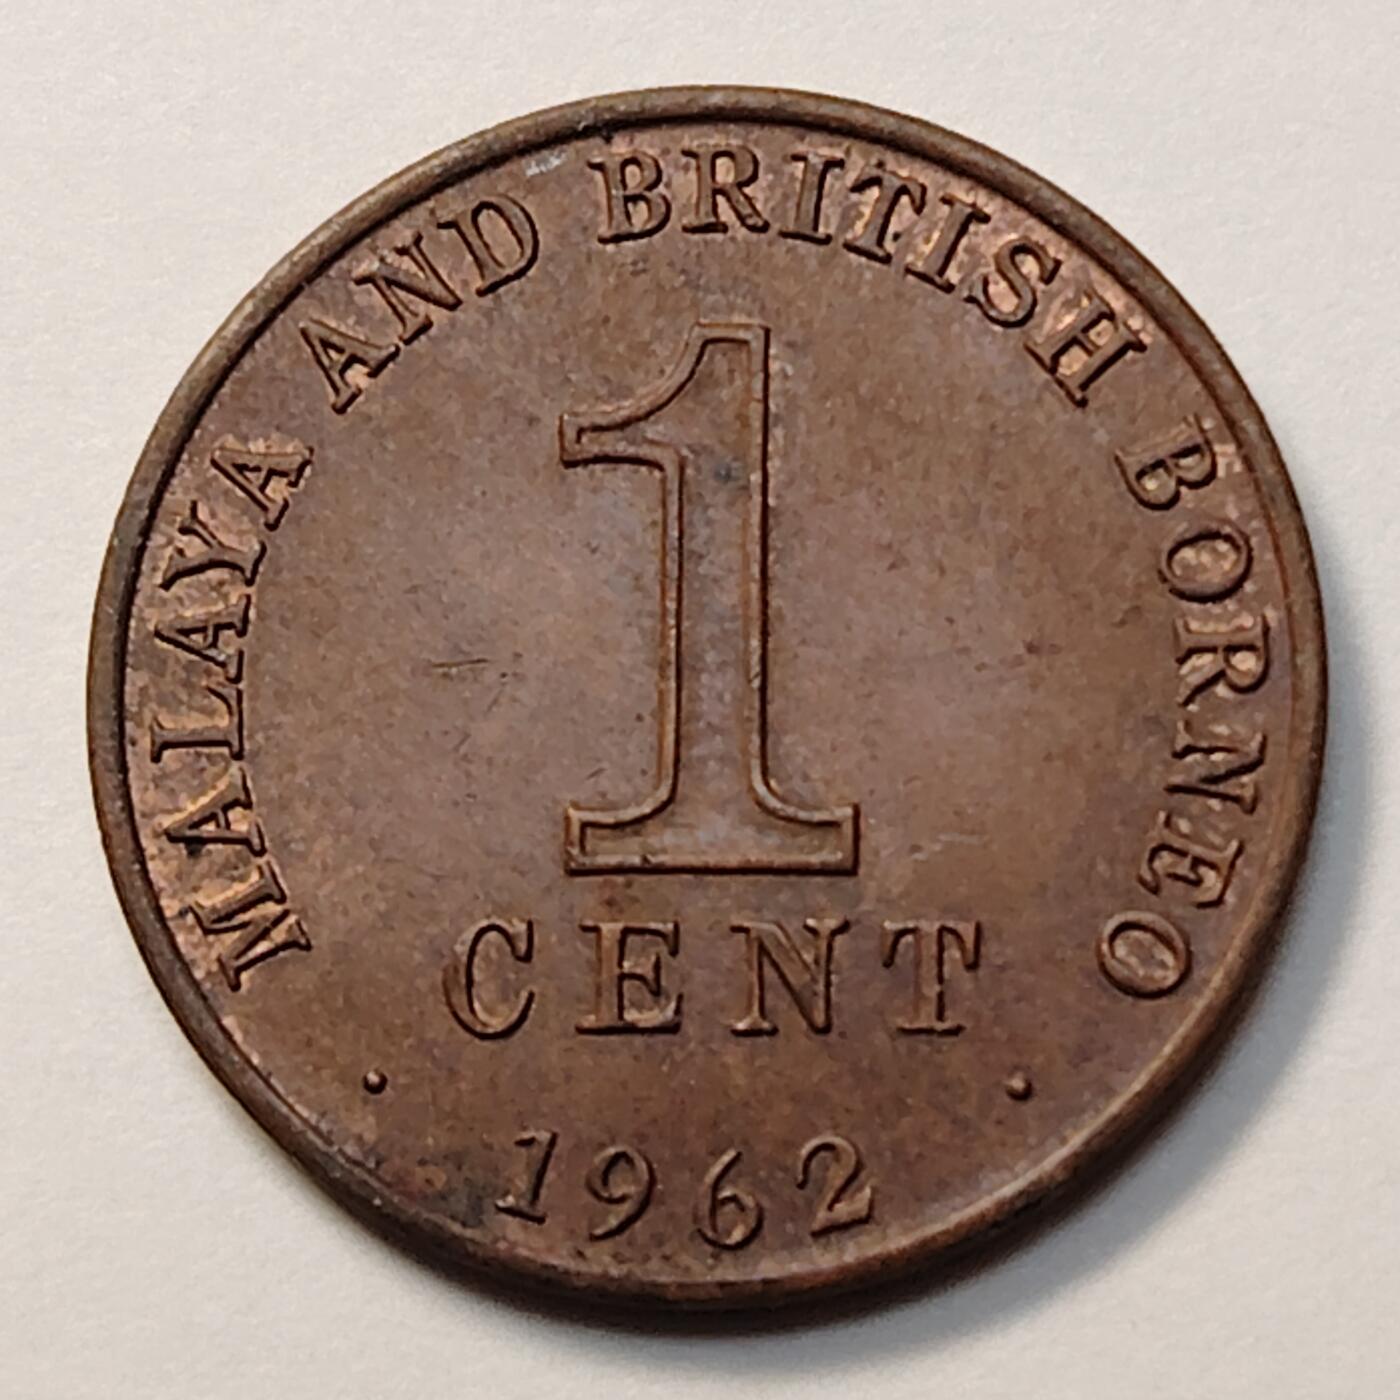 MALAYA AND BRITISH BORNEO
1
CENT
· 1962 ·